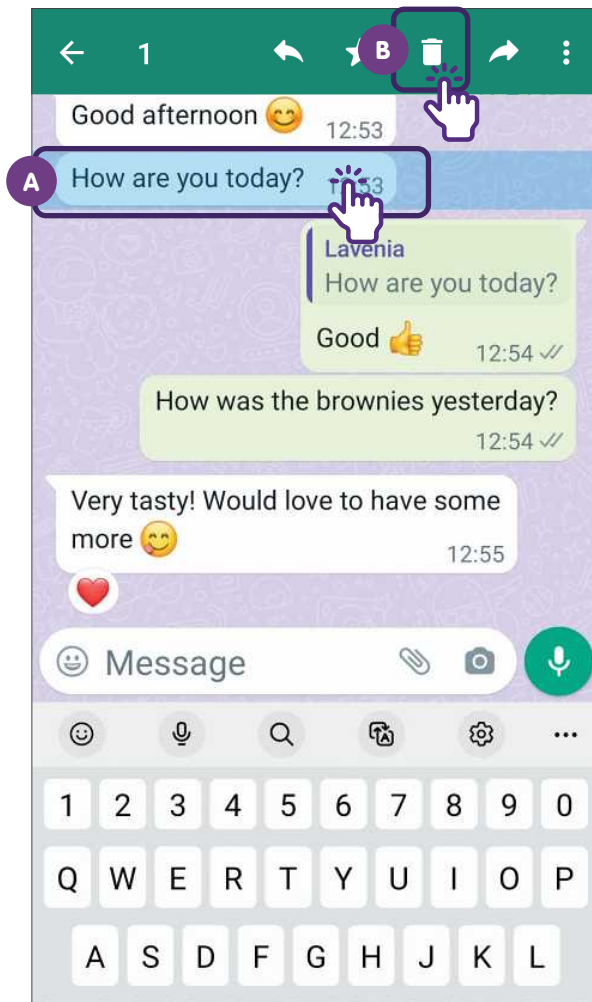 1
B
Good afternoon 😊 12:53
A
How are you today? 12:53
Lavenia
How are you today?
Good 👍 12:54
How was the brownies yesterday?
12:54
Very tasty! Would love to have some
more 😋 12:55
Message
1 2 3 4 5 6 7 8 9 0
Q W E R T Y U I O P
A S D F G H J K L